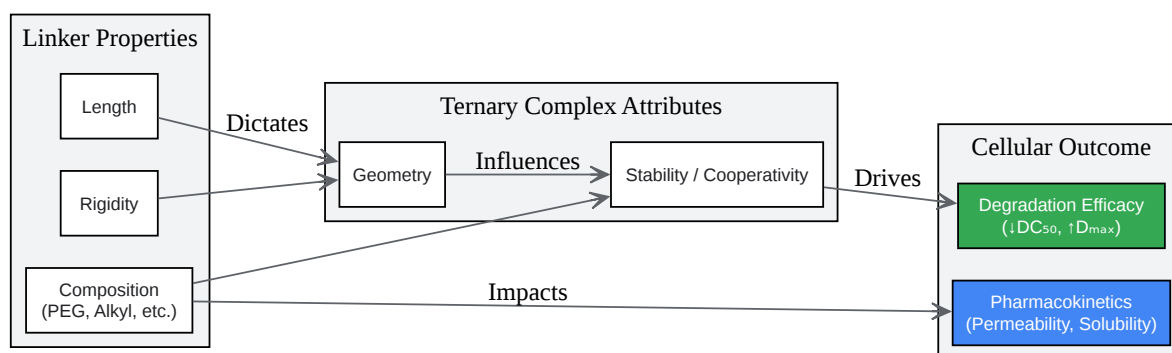 Linker Properties
Length
Rigidity
Composition
(PEG, Alkyl, etc.)
Dictates
Ternary Complex Attributes
Geometry
Influences
Stability / Cooperativity
Impacts
Drives
Cellular Outcome
Degradation Efficacy
(↓DC₅₀, ↑Dₘₐₓ)
Pharmacokinetics
(Permeability, Solubility)